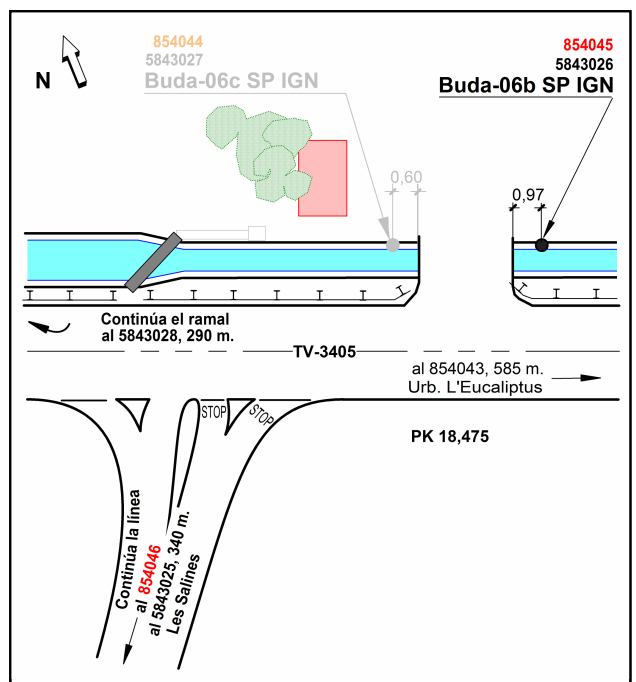 854044
5843027
Buda-06c SP IGN
854045
5843026
Buda-06b SP IGN
N
0,60
0,97
Continúa el ramal
al 5843028, 290 m.
TV-3405
al 854043, 585 m.
Urb. L'Eucaliptus
STOP
STOP
PK 18,475
Continúa la línea
al 854046
al 5843025, 340 m.
Les Salines